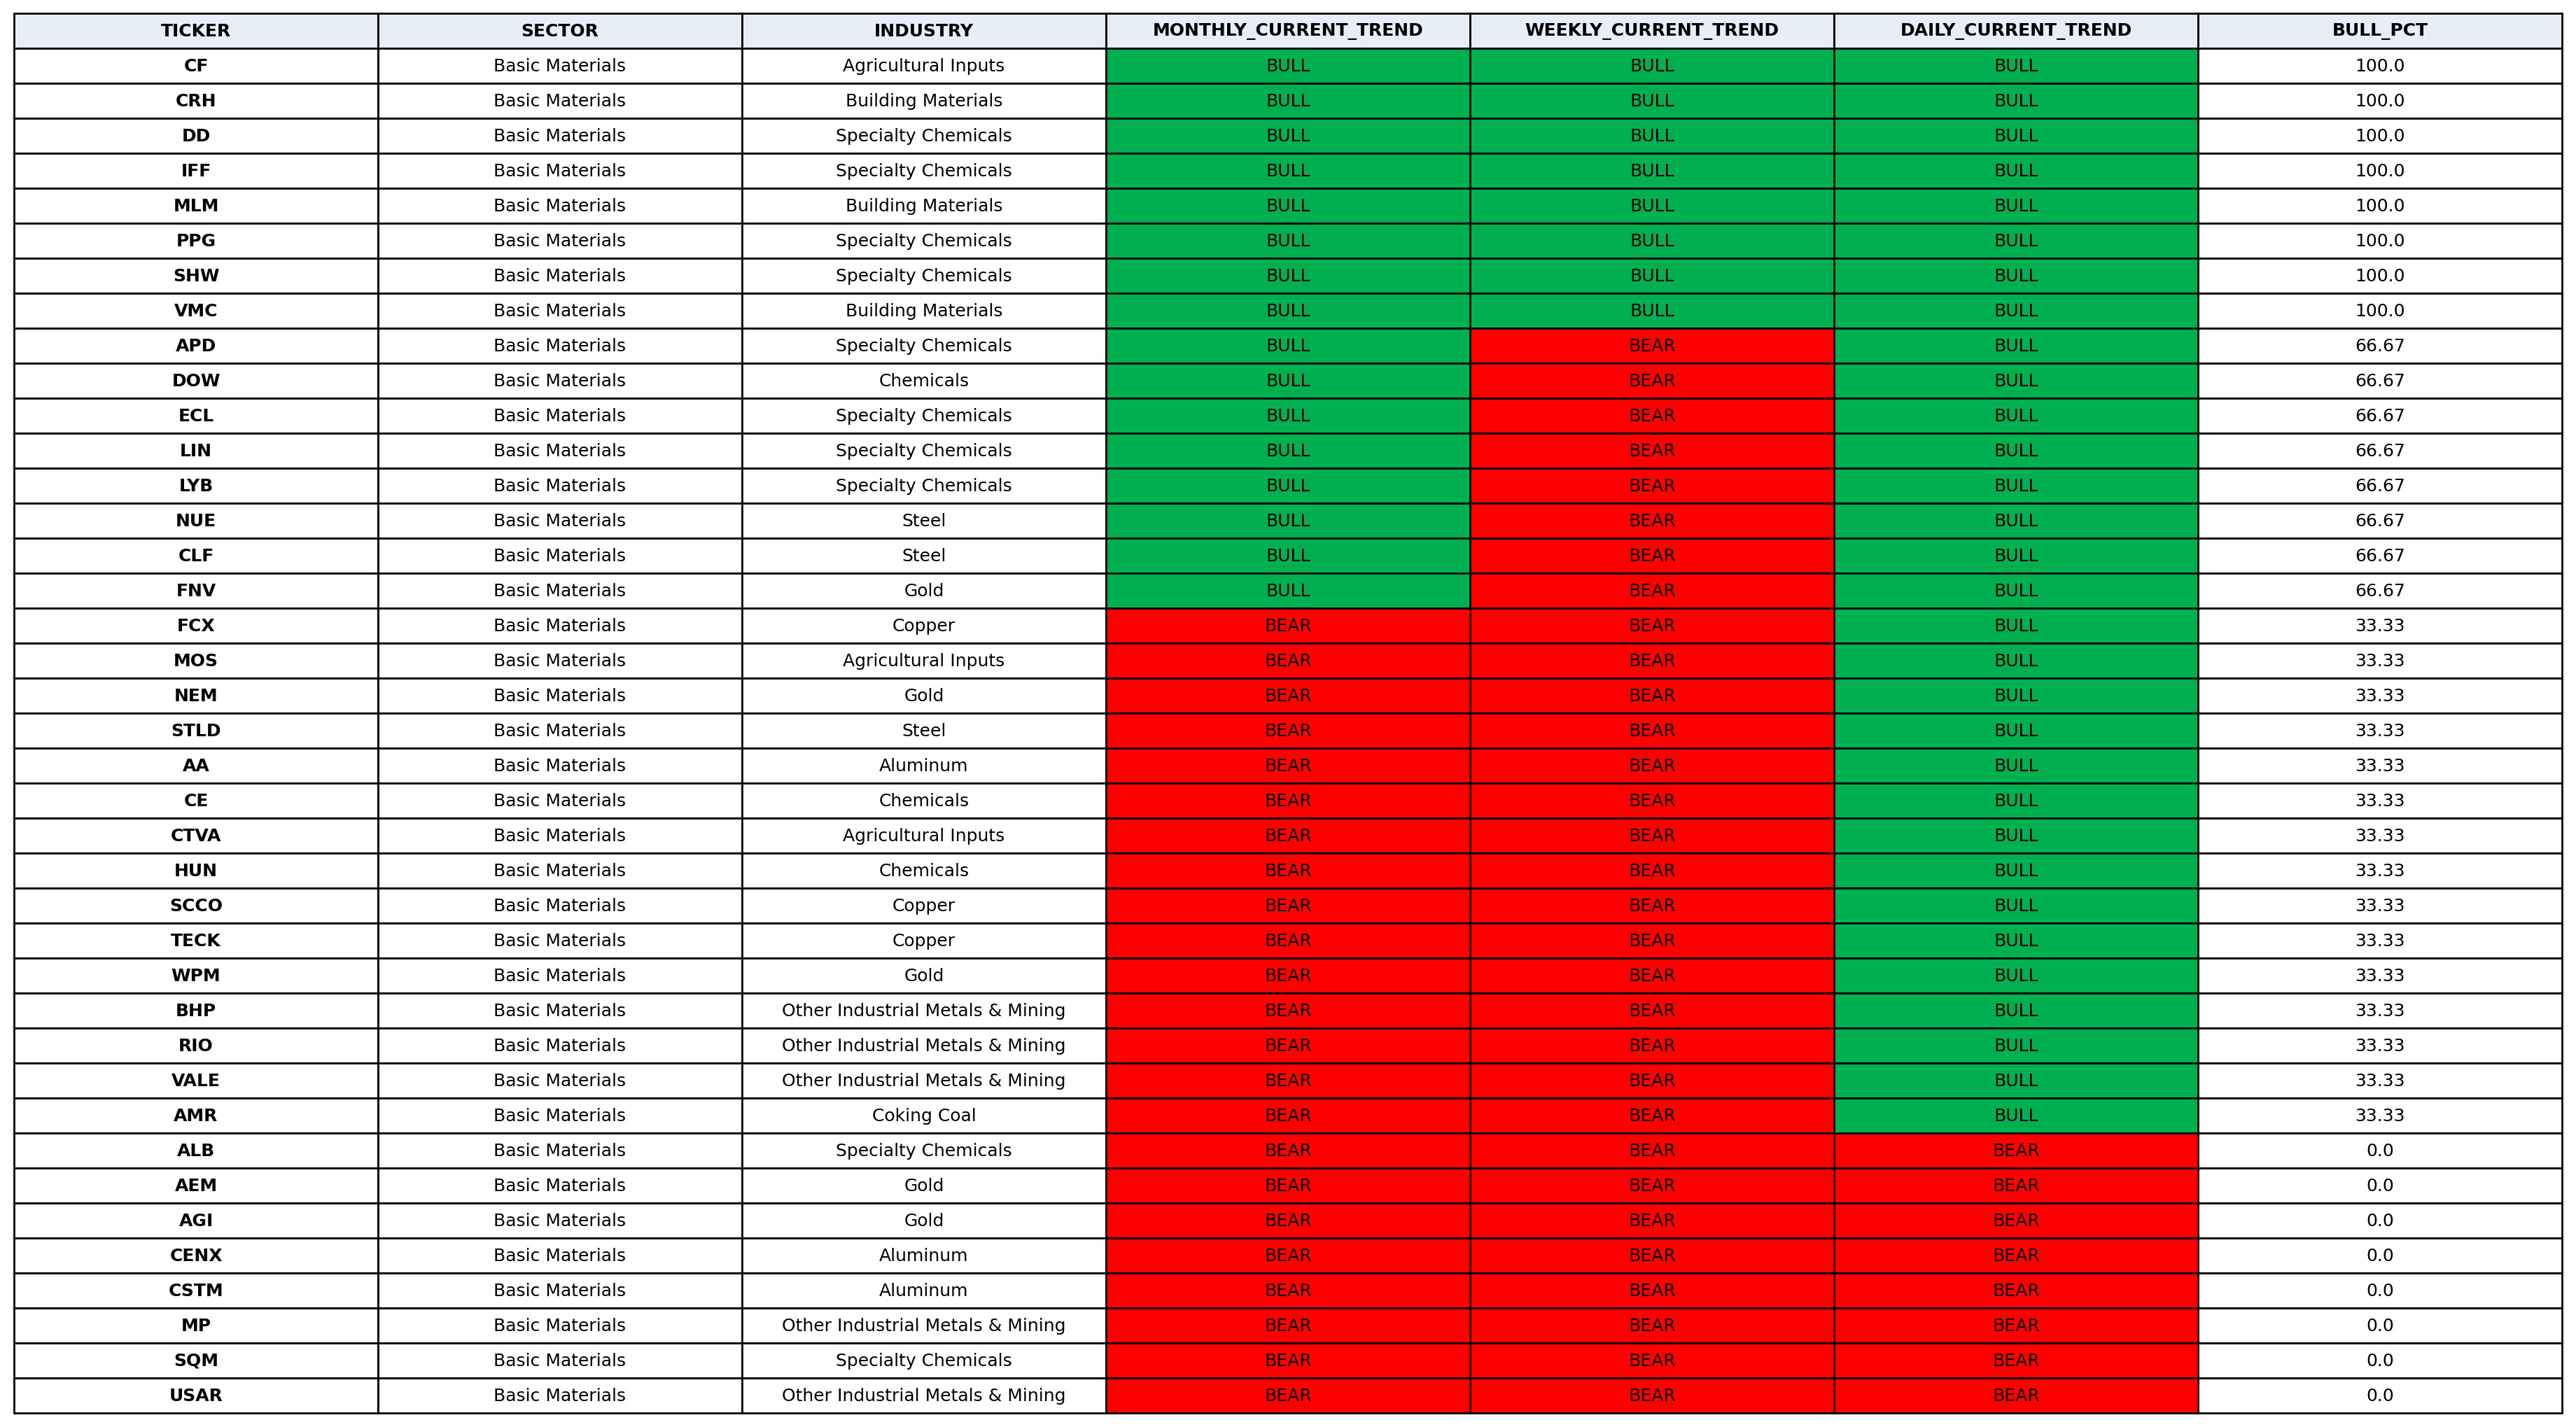 TICKER SECTOR INDUSTRY MONTHLY_CURRENT_TREND WEEKLY_CURRENT_TREND DAILY_CURRENT_TREND BULL_PCT
CF Basic Materials Agricultural Inputs BULL BULL BULL 100.0
CRH Basic Materials Building Materials BULL BULL BULL 100.0
DD Basic Materials Specialty Chemicals BULL BULL BULL 100.0
IFF Basic Materials Specialty Chemicals BULL BULL BULL 100.0
MLM Basic Materials Building Materials BULL BULL BULL 100.0
PPG Basic Materials Specialty Chemicals BULL BULL BULL 100.0
SHW Basic Materials Specialty Chemicals BULL BULL BULL 100.0
VMC Basic Materials Building Materials BULL BULL BULL 100.0
APD Basic Materials Specialty Chemicals BULL BEAR BULL 66.67
DOW Basic Materials Chemicals BULL BEAR BULL 66.67
ECL Basic Materials Specialty Chemicals BULL BEAR BULL 66.67
LIN Basic Materials Specialty Chemicals BULL BEAR BULL 66.67
LYB Basic Materials Specialty Chemicals BULL BEAR BULL 66.67
NUE Basic Materials Steel BULL BEAR BULL 66.67
CLF Basic Materials Steel BULL BEAR BULL 66.67
FNV Basic Materials Gold BULL BEAR BULL 66.67
FCX Basic Materials Copper BEAR BEAR BULL 33.33
MOS Basic Materials Agricultural Inputs BEAR BEAR BULL 33.33
NEM Basic Materials Gold BEAR BEAR BULL 33.33
STLD Basic Materials Steel BEAR BEAR BULL 33.33
AA Basic Materials Aluminum BEAR BEAR BULL 33.33
CE Basic Materials Chemicals BEAR BEAR BULL 33.33
CTVA Basic Materials Agricultural Inputs BEAR BEAR BULL 33.33
HUN Basic Materials Chemicals BEAR BEAR BULL 33.33
SCCO Basic Materials Copper BEAR BEAR BULL 33.33
TECK Basic Materials Copper BEAR BEAR BULL 33.33
WPM Basic Materials Gold BEAR BEAR BULL 33.33
BHP Basic Materials Other Industrial Metals & Mining BEAR BEAR BULL 33.33
RIO Basic Materials Other Industrial Metals & Mining BEAR BEAR BULL 33.33
VALE Basic Materials Other Industrial Metals & Mining BEAR BEAR BULL 33.33
AMR Basic Materials Coking Coal BEAR BEAR BULL 33.33
ALB Basic Materials Specialty Chemicals BEAR BEAR BEAR 0.0
AEM Basic Materials Gold BEAR BEAR BEAR 0.0
AGI Basic Materials Gold BEAR BEAR BEAR 0.0
CENX Basic Materials Aluminum BEAR BEAR BEAR 0.0
CSTM Basic Materials Aluminum BEAR BEAR BEAR 0.0
MP Basic Materials Other Industrial Metals & Mining BEAR BEAR BEAR 0.0
SQM Basic Materials Specialty Chemicals BEAR BEAR BEAR 0.0
USAR Basic Materials Other Industrial Metals & Mining BEAR BEAR BEAR 0.0